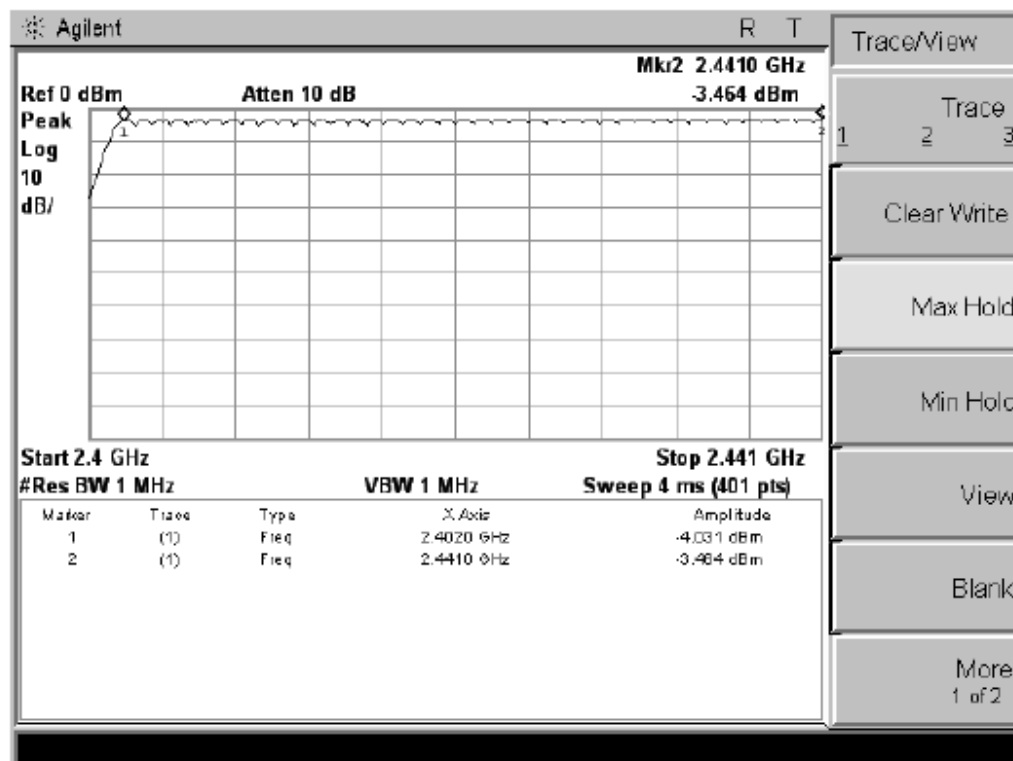 Agilent R T
Mkr2 2.4410 GHz
Ref 0 dBm Atten 10 dB -3.464 dBm
Peak
Log
10
dB/
1
2
Start 2.4 GHz Stop 2.441 GHz
#Res BW 1 MHz VBW 1 MHz Sweep 4 ms (401 pts)
Marker Trace Type X Axis Amplitude
1 (1) Freq 2.4020 GHz -4.031 dBm
2 (1) Freq 2.4410 GHz -3.464 dBm
Trace/View
Trace
1 2 3
Clear Write
Max Hold
Min Hold
View
Blank
More
1 of 2